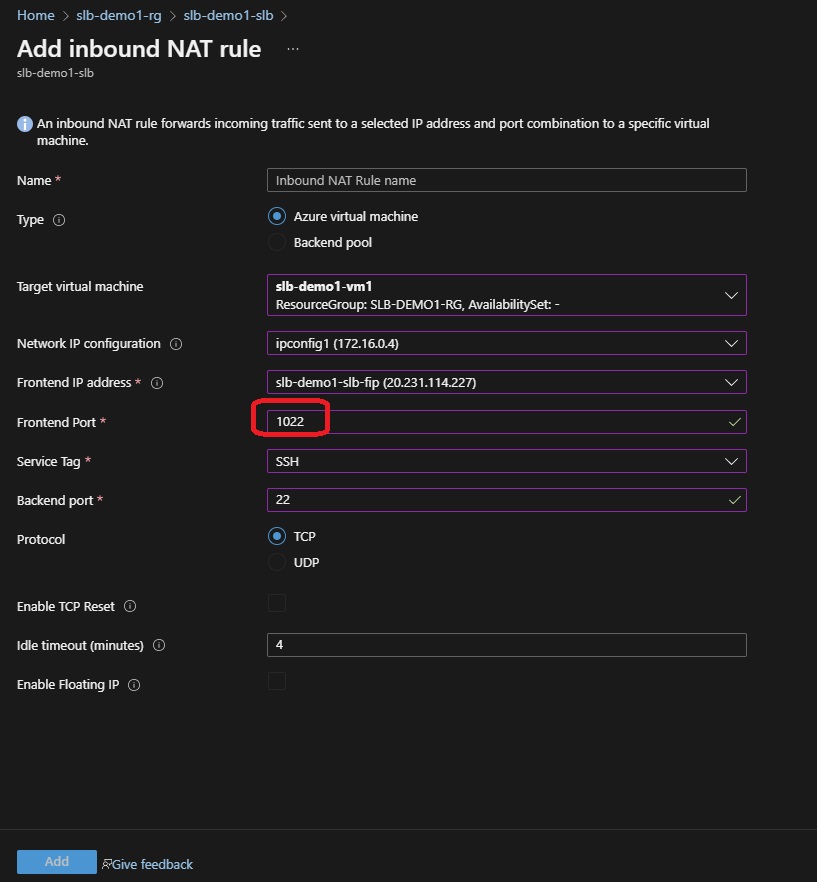 Home > slb-demo1-rg > slb-demo1-slb >
Add inbound NAT rule ...
slb-demo1-slb
An inbound NAT rule forwards incoming traffic sent to a selected IP address and port combination to a specific virtual
machine.
Name *
Inbound NAT Rule name
Type
Azure virtual machine
Backend pool
Target virtual machine
slb-demo1-vm1
ResourceGroup: SLB-DEMO1-RG, AvailabilitySet: -
Network IP configuration
ipconfig1 (172.16.0.4)
Frontend IP address *
slb-demo1-slb-fip (20.231.114.227)
Frontend Port *
1022
Service Tag *
SSH
Backend port *
22
Protocol
TCP
UDP
Enable TCP Reset
Idle timeout (minutes)
4
Enable Floating IP
Add
Give feedback